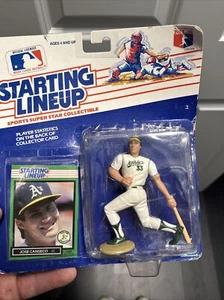 AGES 4 AND UP
STARTING
LINEUP
SPORTS SUPER STAR COLLECTIBLE
PLAYER STATISTICS
ON THE BACK OF
COLLECTOR CARD
STARTING
LINEUP
A's
33
JOSE CANSECO